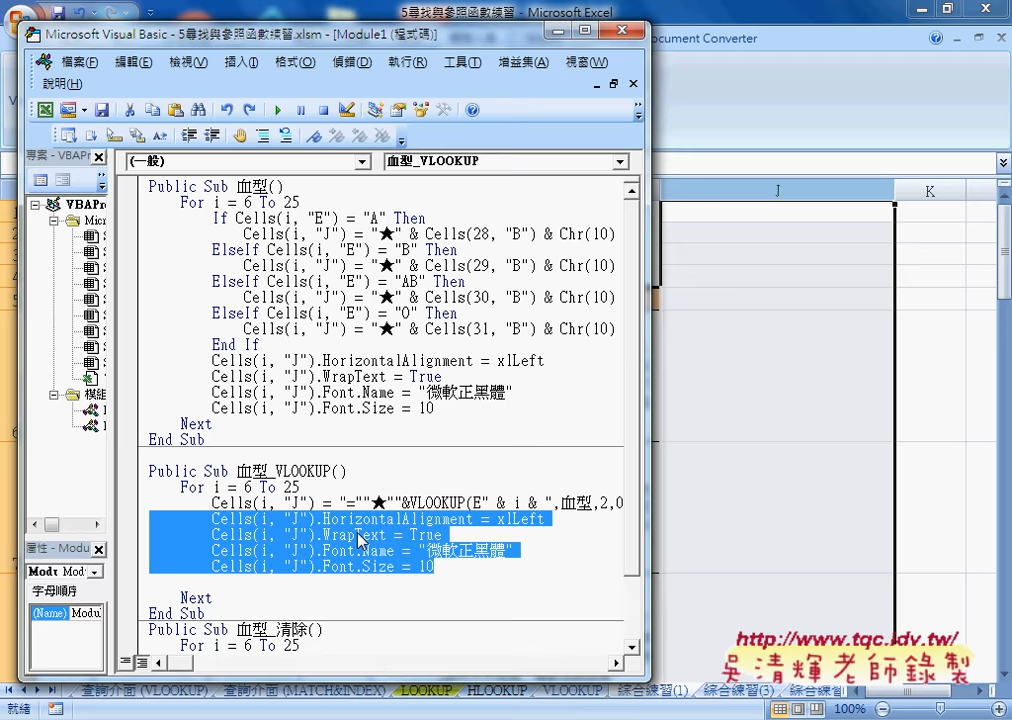 5尋找與參照函數練習 - Microsoft Excel
Microsoft Visual Basic - 5尋找與參照函數練習.xlsm - [Module1 (程式碼)]
ocument Converter
檔案(F) 編輯(E) 檢視(V) 插入(I) 格式(O) 偵錯(D) 執行(R) 工具(T) 增益集(A) 視窗(W)
說明(H)
專案 - VBAP
(一般)
血型_VLOOKUP
J
K
VBAPr
Micr
模組
Public Sub 血型()
For i = 6 To 25
If Cells(i, "E") = "A" Then
Cells(i, "J") = "★" & Cells(28, "B") & Chr(10)
ElseIf Cells(i, "E") = "B" Then
Cells(i, "J") = "★" & Cells(29, "B") & Chr(10)
ElseIf Cells(i, "E") = "AB" Then
Cells(i, "J") = "★" & Cells(30, "B") & Chr(10)
ElseIf Cells(i, "E") = "O" Then
Cells(i, "J") = "★" & Cells(31, "B") & Chr(10)
End If
Cells(i, "J").HorizontalAlignment = xlLeft
Cells(i, "J").WrapText = True
Cells(i, "J").Font.Name = "微軟正黑體"
Cells(i, "J").Font.Size = 10
Next
End Sub
Public Sub 血型_VLOOKUP()
For i = 6 To 25
Cells(i, "J") = "=""★""&VLOOKUP(E" & i & ",血型,2,0
Cells(i, "J").HorizontalAlignment = xlLeft
Cells(i, "J").WrapText = True
Cells(i, "J").Font.Name = "微軟正黑體"
Cells(i, "J").Font.Size = 10
Next
End Sub
Public Sub 血型_清除()
For i = 6 To 25
屬性 - Modu
Modu Mod
字母順序
(Name) Modu
http://www.tqc.idv.tw/
吳清輝老師錄製
查詢介面 (VLOOKUP) 查詢介面 (MATCH&INDEX) LOOKUP HLOOKUP VLOOKUP 綜合練習(1) 綜合練習(3) 綜合練習
就緒
100%